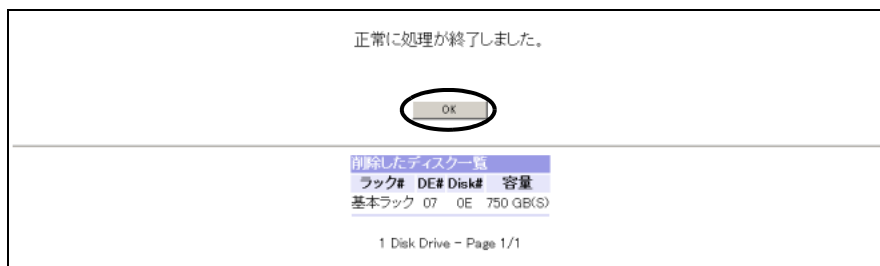 正常に処理が終了しました。
OK
削除したディスク一覧
ラック# DE# Disk# 容量
基本ラック 07 0E 750 GB(S)
1 Disk Drive - Page 1/1